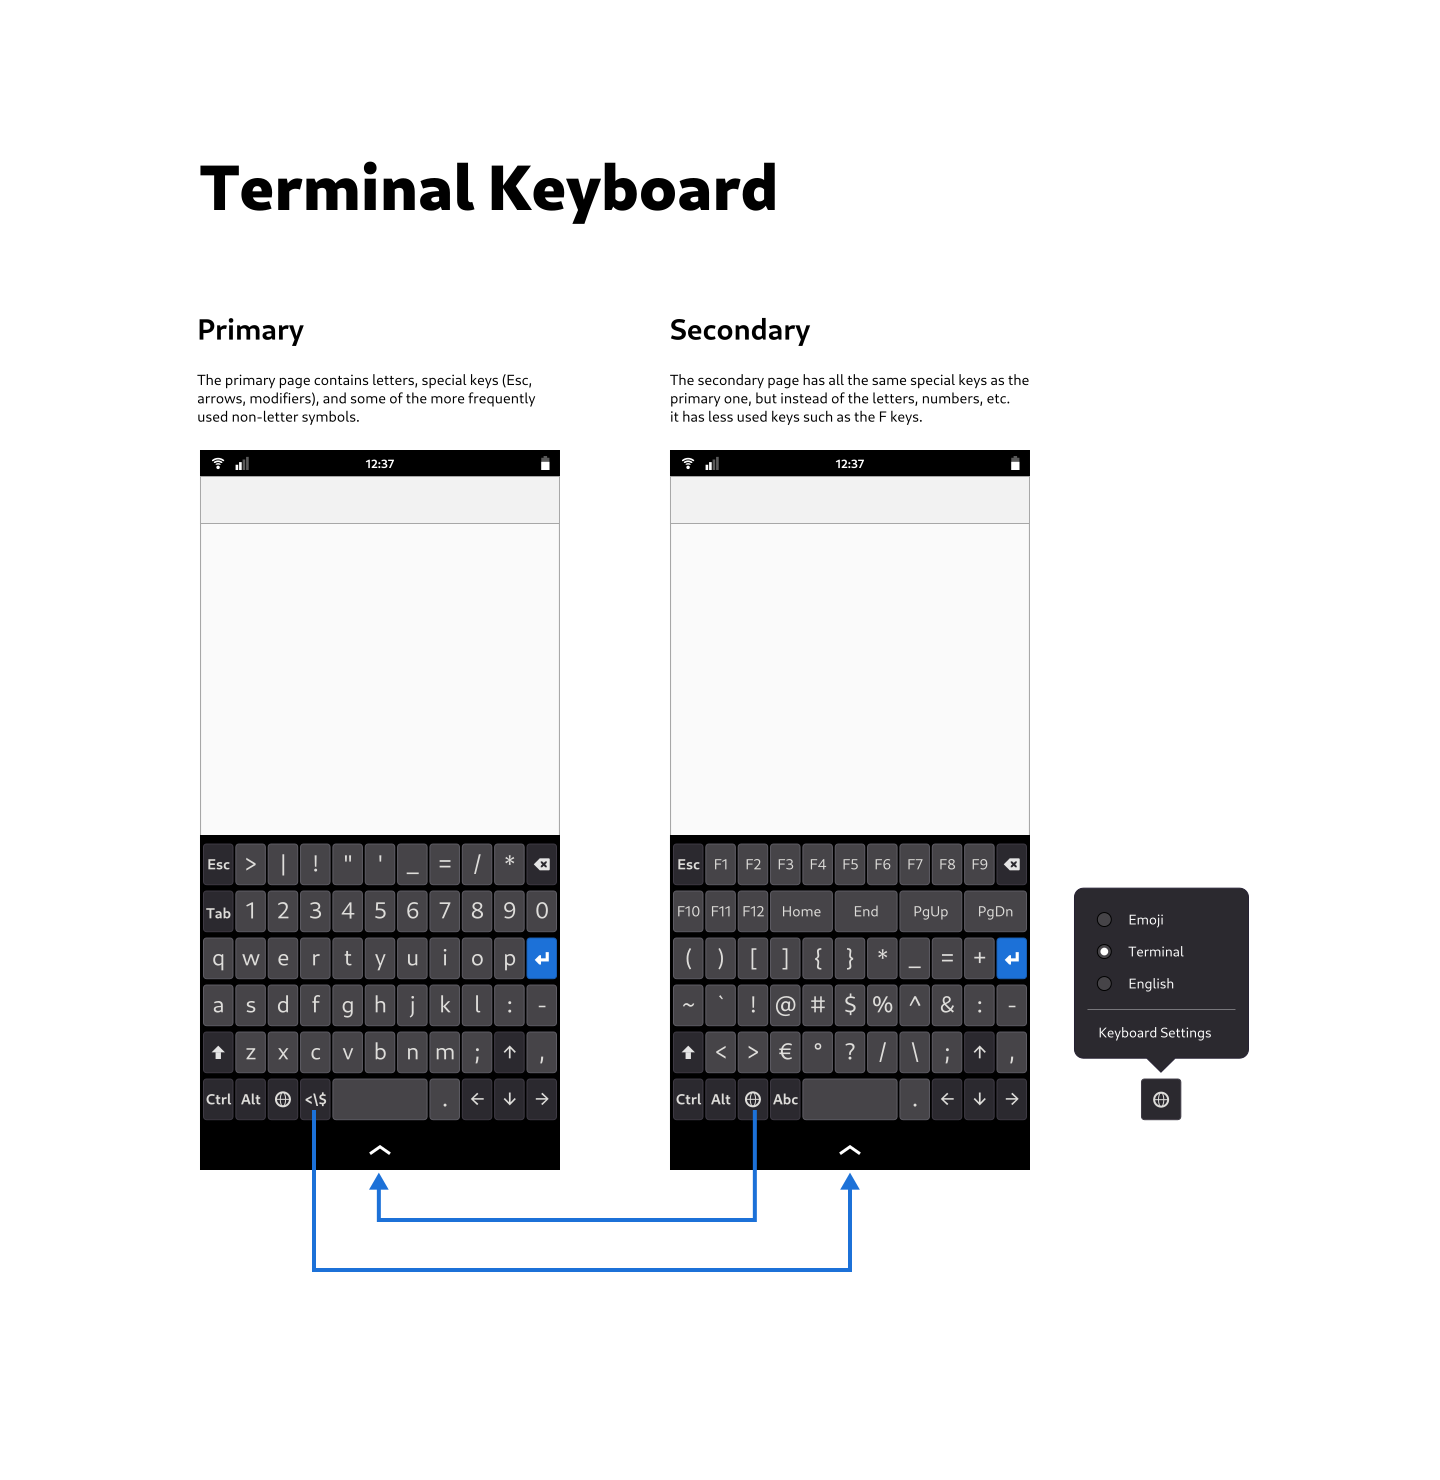 Terminal Keyboard
Primary
The primary page contains letters, special keys (Esc,
arrows, modifiers), and some of the more frequently
used non-letter symbols.
12:37
Esc > | ! " ' _ = / *
Tab 1 2 3 4 5 6 7 8 9 0
q w e r t y u i o p
a s d f g h j k l : -
z x c v b n m ; ↑ ,
Ctrl Alt <\$ . ← ↓ →
Secondary
The secondary page has all the same special keys as the
primary one, but instead of the letters, numbers, etc.
it has less used keys such as the F keys.
12:37
Esc F1 F2 F3 F4 F5 F6 F7 F8 F9
F10 F11 F12 Home End PgUp PgDn
( ) [ ] { } * _ = +
~ ` ! @ # $ % ^ & : -
< > € ° ? / \ ; ↑ ,
Ctrl Alt Abc . ← ↓ →
Emoji
Terminal
English
Keyboard Settings